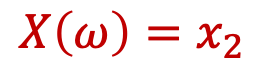 X(ω) = x₂